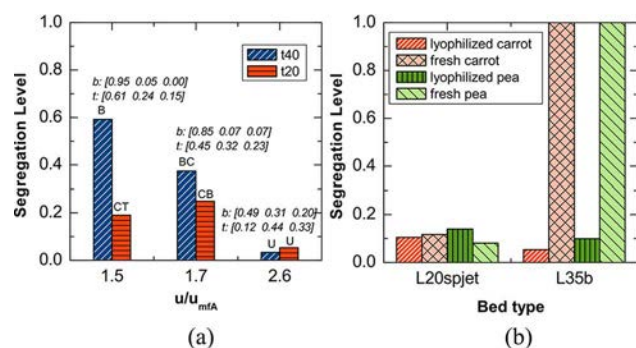 (a)
1.0
0.8
0.6
0.4
0.2
0.0
Segregation Level
t40
t20
b: [0.95 0.05 0.00]
t: [0.61 0.24 0.15]
B
CT
b: [0.85 0.07 0.07]
t: [0.45 0.32 0.23]
BC
CB
b: [0.49 0.31 0.20]
t: [0.12 0.44 0.33]
U U
1.5 1.7 2.6
u/umfA
(a)
(b)
1.0
0.8
0.6
0.4
0.2
0.0
Segregation Level
lyophilized carrot
fresh carrot
lyophilized pea
fresh pea
L20spjet L35b
Bed type
(b)